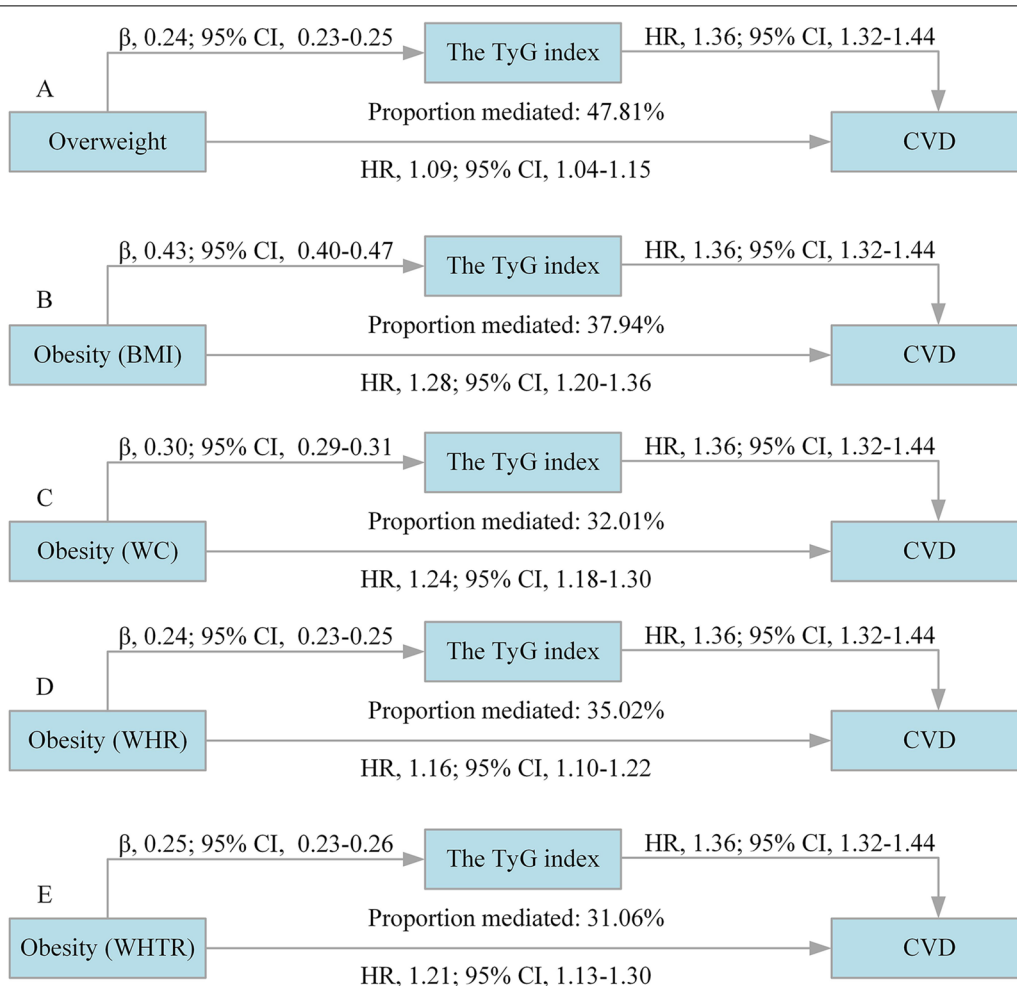 β, 0.24; 95% CI, 0.23-0.25
The TyG index
HR, 1.36; 95% CI, 1.32-1.44
A
Overweight
Proportion mediated: 47.81%
HR, 1.09; 95% CI, 1.04-1.15
CVD
β, 0.43; 95% CI, 0.40-0.47
The TyG index
HR, 1.36; 95% CI, 1.32-1.44
B
Obesity (BMI)
Proportion mediated: 37.94%
HR, 1.28; 95% CI, 1.20-1.36
CVD
β, 0.30; 95% CI, 0.29-0.31
The TyG index
HR, 1.36; 95% CI, 1.32-1.44
C
Obesity (WC)
Proportion mediated: 32.01%
HR, 1.24; 95% CI, 1.18-1.30
CVD
β, 0.24; 95% CI, 0.23-0.25
The TyG index
HR, 1.36; 95% CI, 1.32-1.44
D
Obesity (WHR)
Proportion mediated: 35.02%
HR, 1.16; 95% CI, 1.10-1.22
CVD
β, 0.25; 95% CI, 0.23-0.26
The TyG index
HR, 1.36; 95% CI, 1.32-1.44
E
Obesity (WHTR)
Proportion mediated: 31.06%
HR, 1.21; 95% CI, 1.13-1.30
CVD